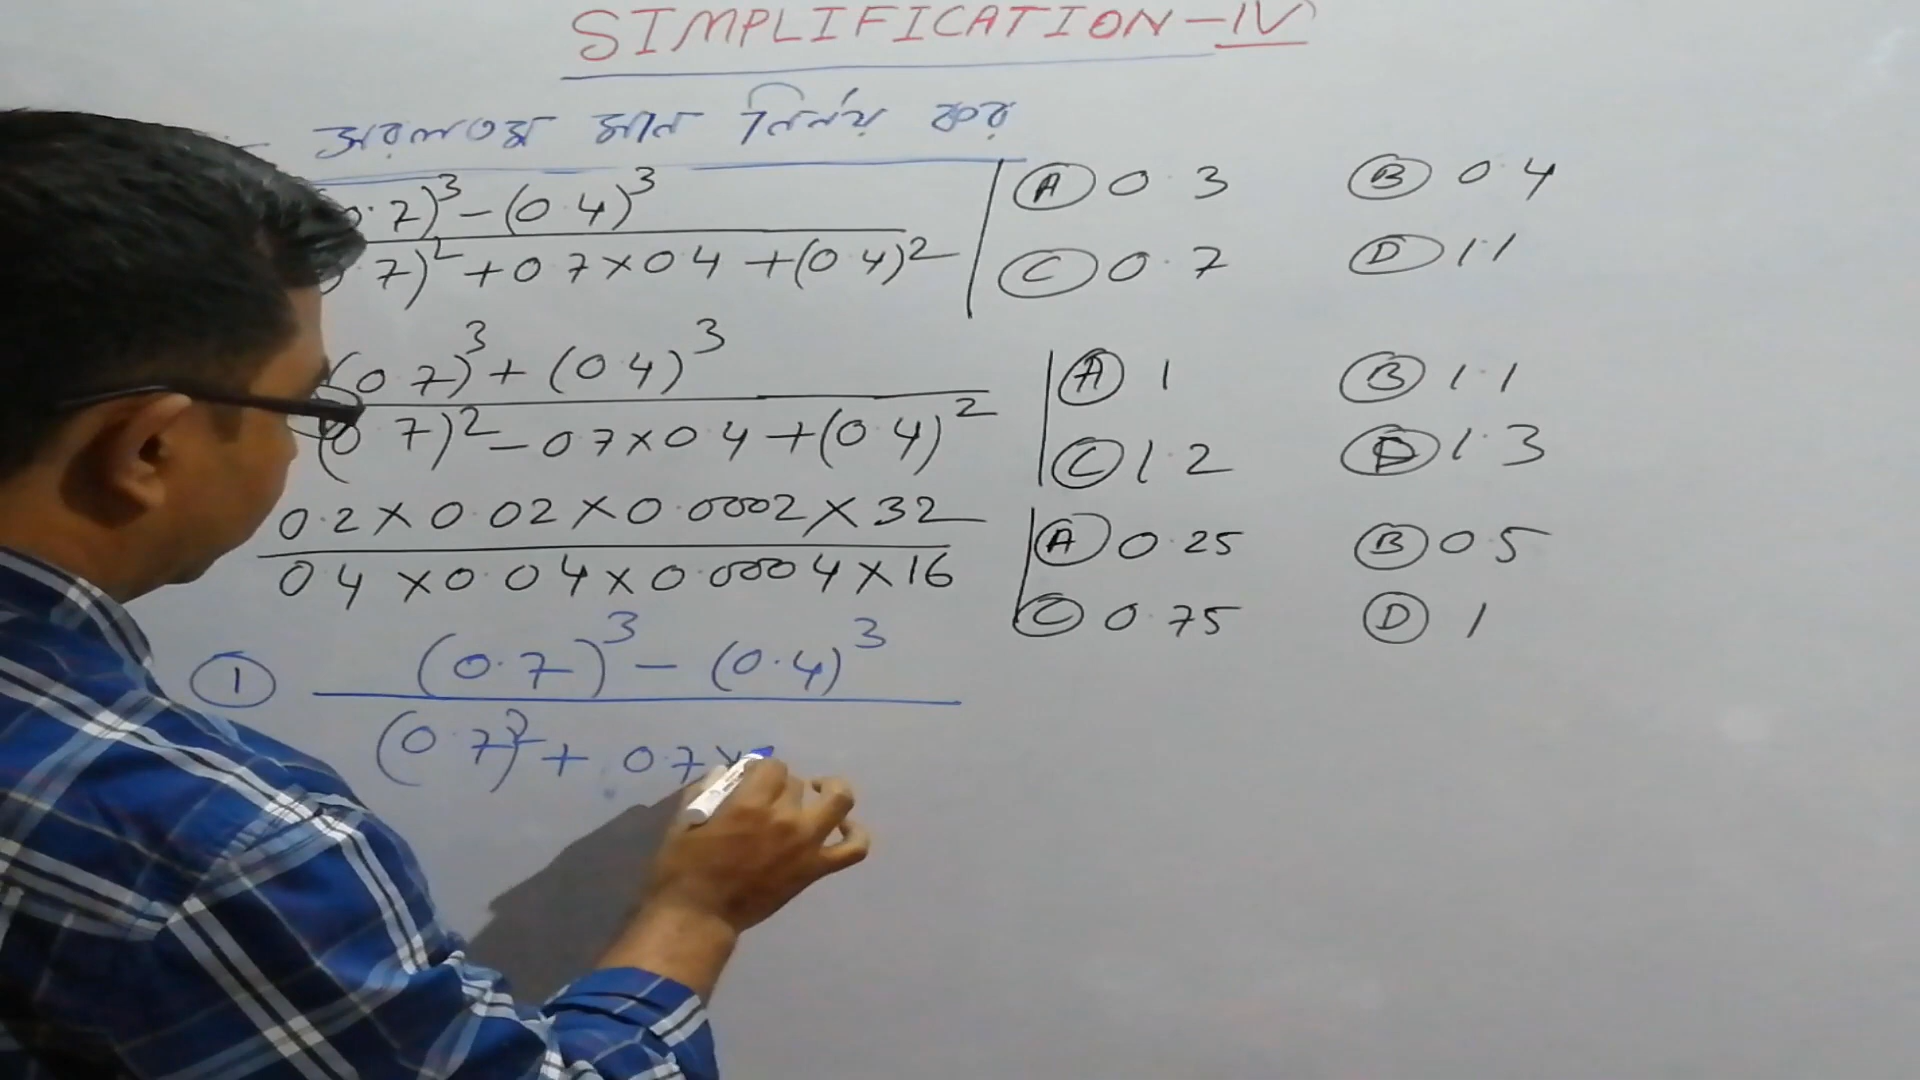 SIMPLIFICATION-IV
সরলতম মান নির্ণয় কর
0.7)³-(0.4)³
7)²+0.7×0.4+(0.4)²
(A) 0.3 (B) 0.4
(C) 0.7 (D) 1.1
(0.7)³+(0.4)³
(0.7)²-0.7×0.4+(0.4)²
(A) 1 (B) 1.1
(C) 1.2 (D) 1.3
0.2×0.02×0.0002×32
0.4×0.04×0.0004×16
(A) 0.25 (B) 0.5
(C) 0.75 (D) 1
(1) (0.7)³-(0.4)³
(0.7)²+0.7×